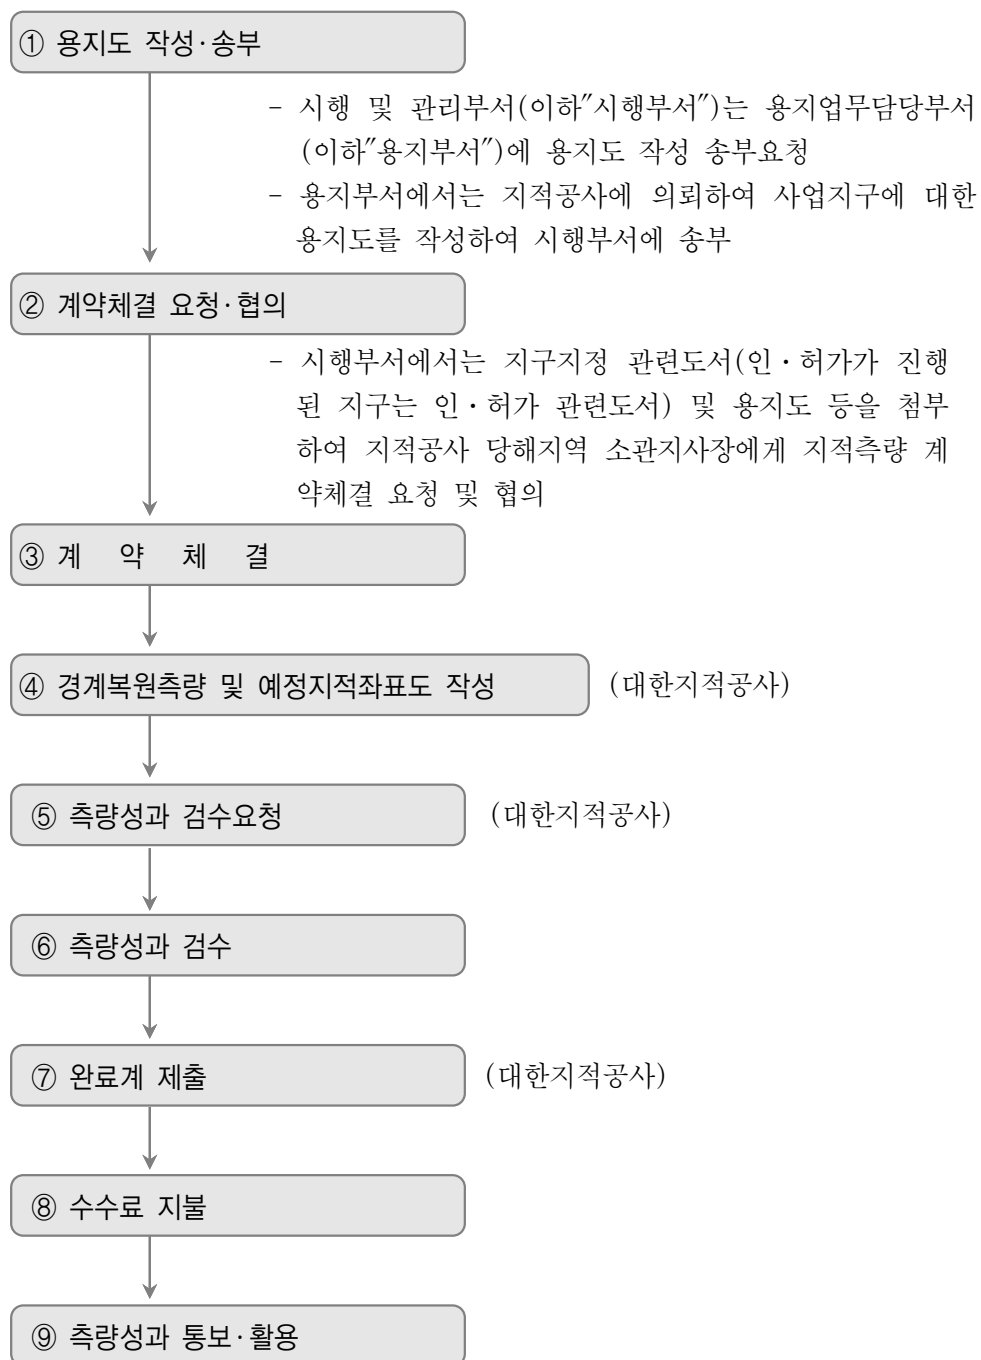 ① 용지도 작성·송부
- 시행 및 관리부서(이하"시행부서")는 용지업무담당부서
(이하"용지부서")에 용지도 작성 송부요청
- 용지부서에서는 지적공사에 의뢰하여 사업지구에 대한
용지도를 작성하여 시행부서에 송부
② 계약체결 요청·협의
- 시행부서에서는 지구지정 관련도서(인·허가가 진행
된 지구는 인·허가 관련도서) 및 용지도 등을 첨부
하여 지적공사 당해지역 소관지사장에게 지적측량 계
약체결 요청 및 협의
③ 계 약 체 결
④ 경계복원측량 및 예정지적좌표도 작성 (대한지적공사)
⑤ 측량성과 검수요청 (대한지적공사)
⑥ 측량성과 검수
⑦ 완료계 제출 (대한지적공사)
⑧ 수수료 지불
⑨ 측량성과 통보·활용